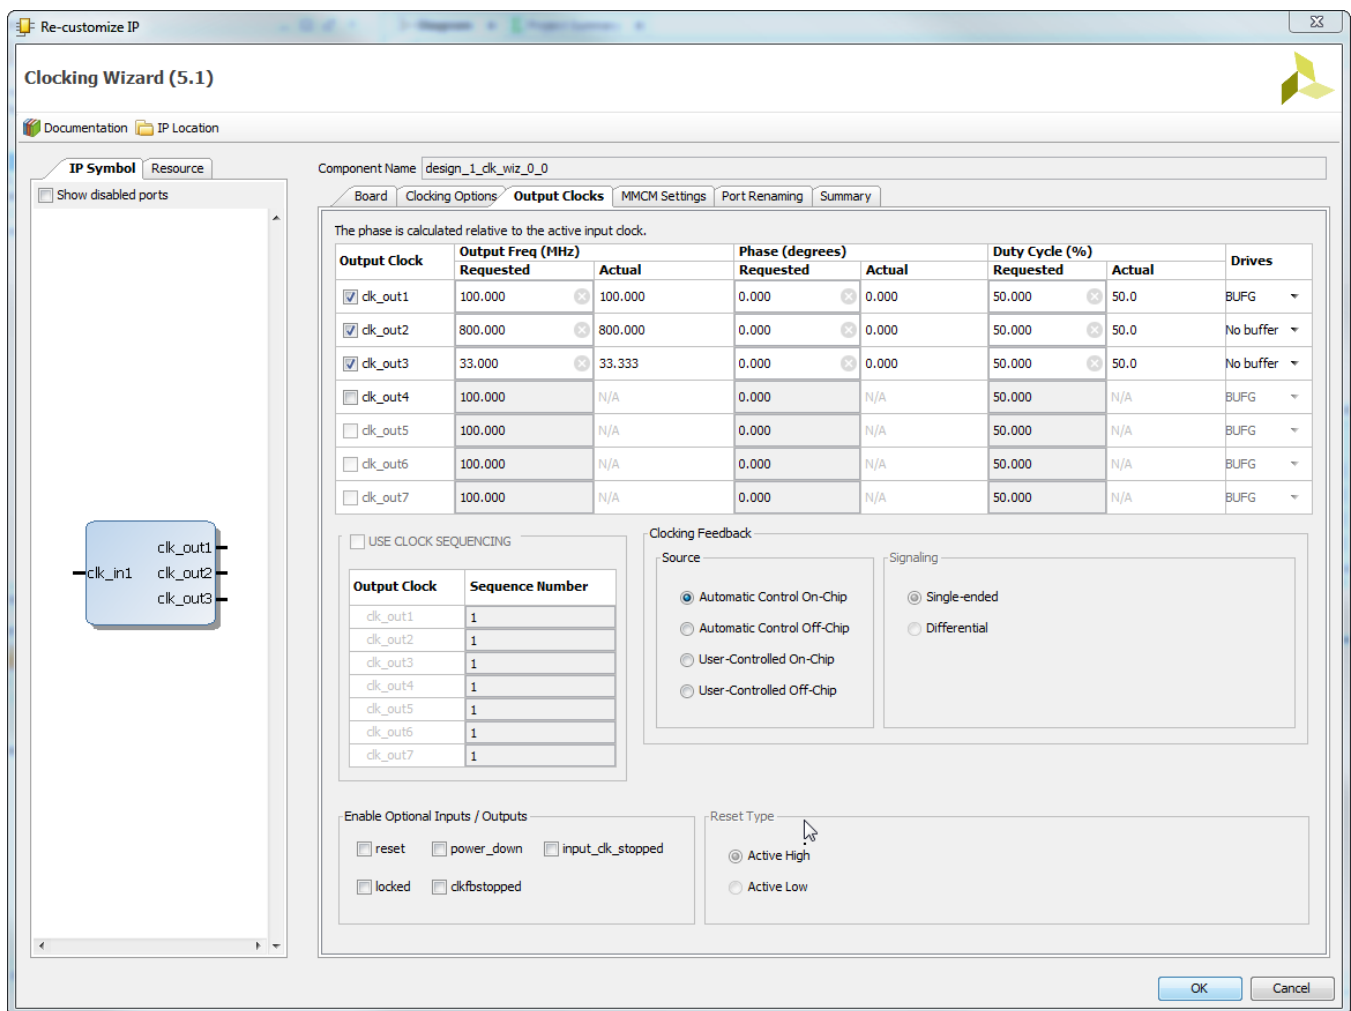 Re-customize IP
Clocking Wizard (5.1)
Documentation IP Location
IP Symbol Resource
Show disabled ports
clk_in1
clk_out1
clk_out2
clk_out3
Component Name design_1_clk_wiz_0_0
Board Clocking Options Output Clocks MMCM Settings Port Renaming Summary
The phase is calculated relative to the active input clock.
Output Clock Output Freq (MHz) Phase (degrees) Duty Cycle (%) Drives
Requested Actual Requested Actual Requested Actual
clk_out1 100.000 100.000 0.000 0.000 50.000 50.0 BUFG
clk_out2 800.000 800.000 0.000 0.000 50.000 50.0 No buffer
clk_out3 33.000 33.333 0.000 0.000 50.000 50.0 No buffer
clk_out4 100.000 N/A 0.000 N/A 50.000 N/A BUFG
clk_out5 100.000 N/A 0.000 N/A 50.000 N/A BUFG
clk_out6 100.000 N/A 0.000 N/A 50.000 N/A BUFG
clk_out7 100.000 N/A 0.000 N/A 50.000 N/A BUFG
USE CLOCK SEQUENCING
Output Clock Sequence Number
clk_out1 1
clk_out2 1
clk_out3 1
clk_out4 1
clk_out5 1
clk_out6 1
clk_out7 1
Clocking Feedback
Source
Automatic Control On-Chip
Automatic Control Off-Chip
User-Controlled On-Chip
User-Controlled Off-Chip
Signaling
Single-ended
Differential
Enable Optional Inputs / Outputs
reset power_down input_clk_stopped
locked clkfbstopped
Reset Type
Active High
Active Low
OK Cancel